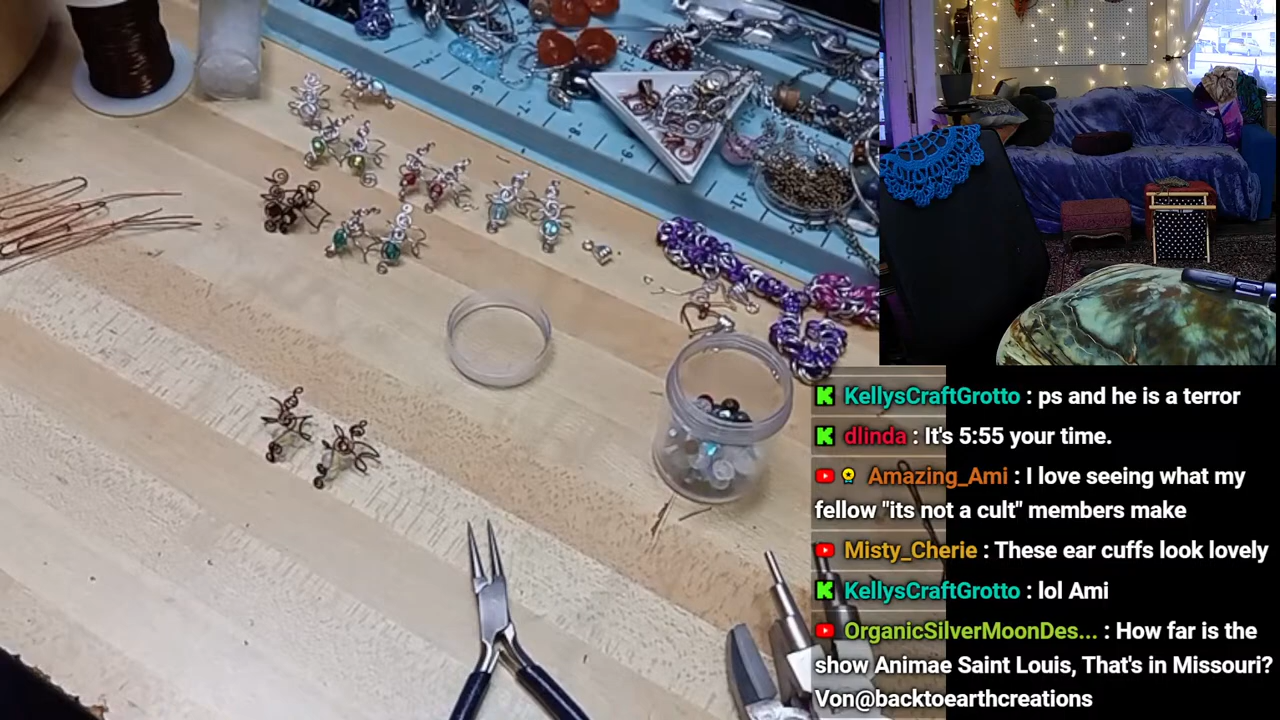 KellysCraftGrotto : ps and he is a terror
dlinda : It's 5:55 your time.
Amazing_Ami : I love seeing what my
fellow "its not a cult" members make
Misty_Cherie : These ear cuffs look lovely
KellysCraftGrotto : lol Ami
OrganicSilverMoonDes... : How far is the
show Animae Saint Louis, That's in Missouri?
Von@backtoearthcreations